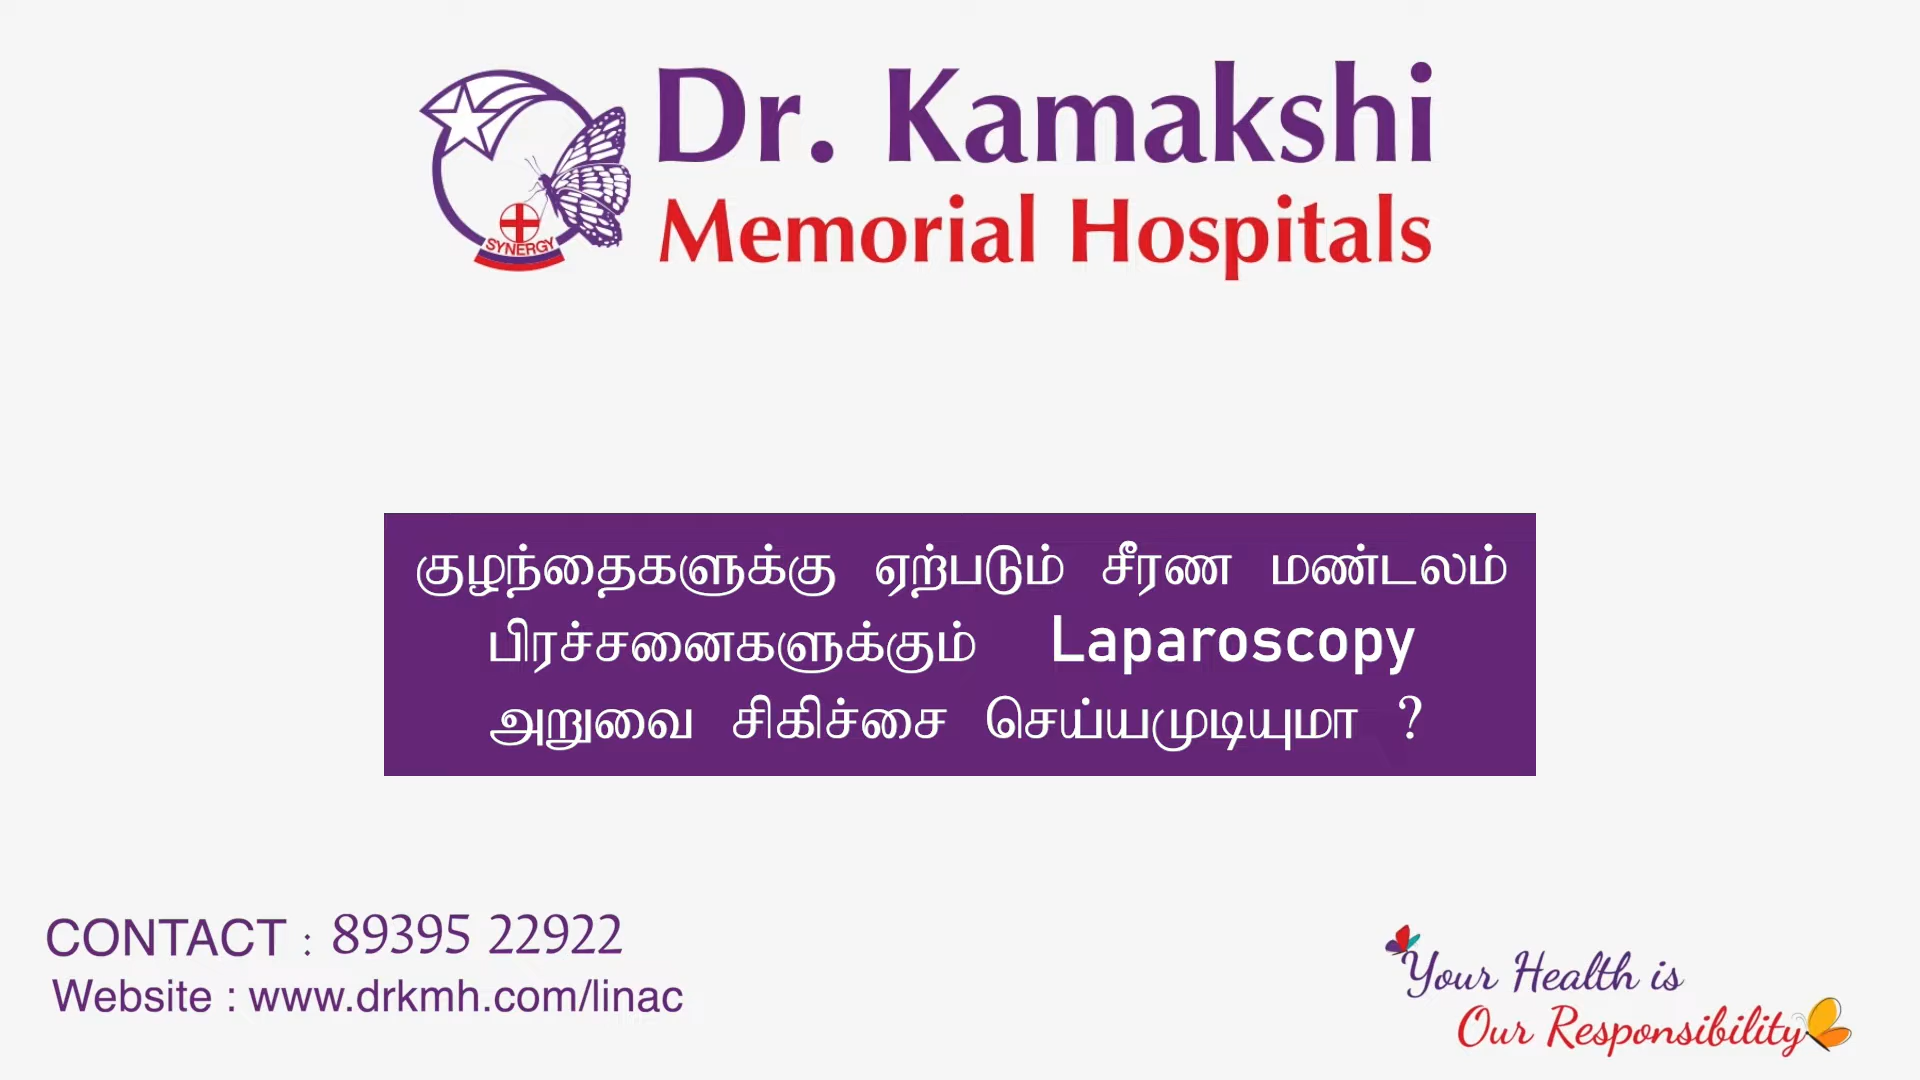 Dr. Kamakshi
Memorial Hospitals
SYNERGY
குழந்தைகளுக்கு ஏற்படும் சீரண மண்டலம்
பிரச்சனைகளுக்கும் Laparoscopy
அறுவை சிகிச்சை செய்யமுடியுமா ?
CONTACT : 89395 22922
Website : www.drkmh.com/linac
Your Health is
Our Responsibility